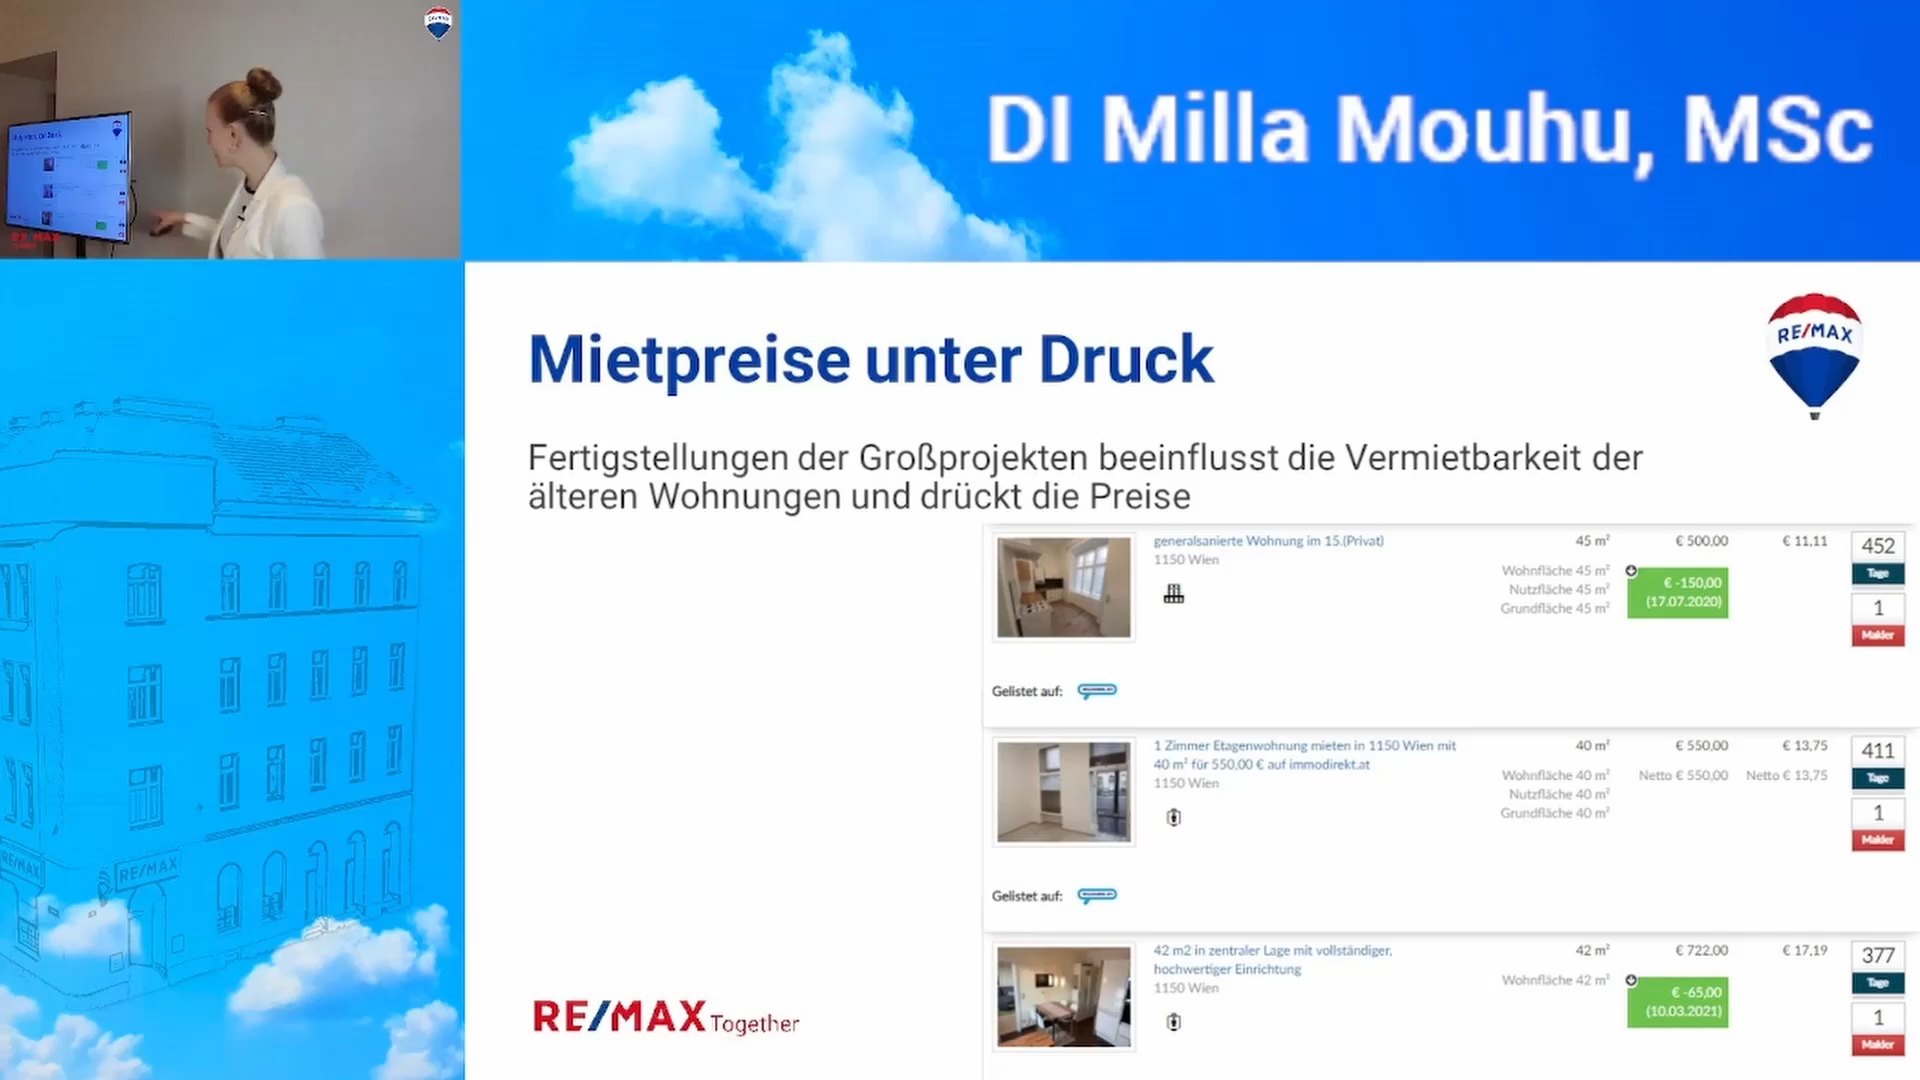 DI Milla Mouhu, MSc
RE/MAX
Mietpreise unter Druck
Fertigstellungen der Großprojekten beeinflusst die Vermietbarkeit der
älteren Wohnungen und drückt die Preise
generalsanierte Wohnung im 15.(Privat)
1150 Wien
45 m²
Wohnfläche 45 m²
Nutzfläche 45 m²
Grundfläche 45 m²
€ 500,00
€ -150,00
(17.07.2020)
€ 11,11
452
Tage
1
Makler
Gelistet auf:
1 Zimmer Etagenwohnung mieten in 1150 Wien mit
40 m² für 550,00 € auf immodirekt.at
1150 Wien
40 m²
Wohnfläche 40 m²
Nutzfläche 40 m²
Grundfläche 40 m²
€ 550,00
Netto € 550,00
€ 13,75
Netto € 13,75
411
Tage
1
Makler
Gelistet auf:
42 m2 in zentraler Lage mit vollständiger,
hochwertiger Einrichtung
1150 Wien
42 m²
Wohnfläche 42 m²
€ 722,00
€ -65,00
(10.03.2021)
€ 17,19
377
Tage
1
Makler
RE/MAX
RE/MAX
RE/MAX Together